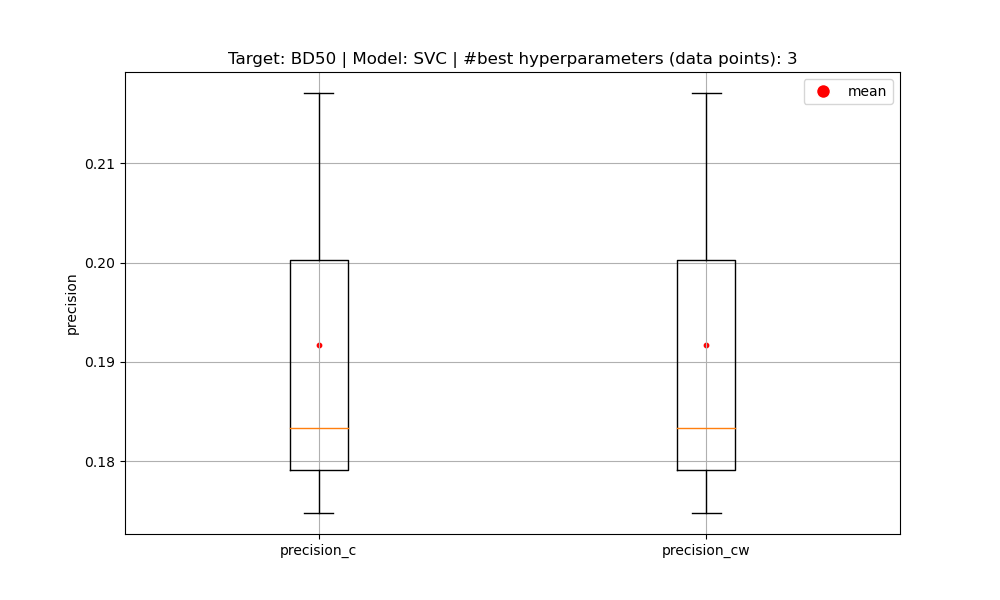 Target: BD50 | Model: SVC | #best hyperparameters (data points): 3
mean
0.21
0.20
0.19
0.18
precision
precision_c
precision_cw